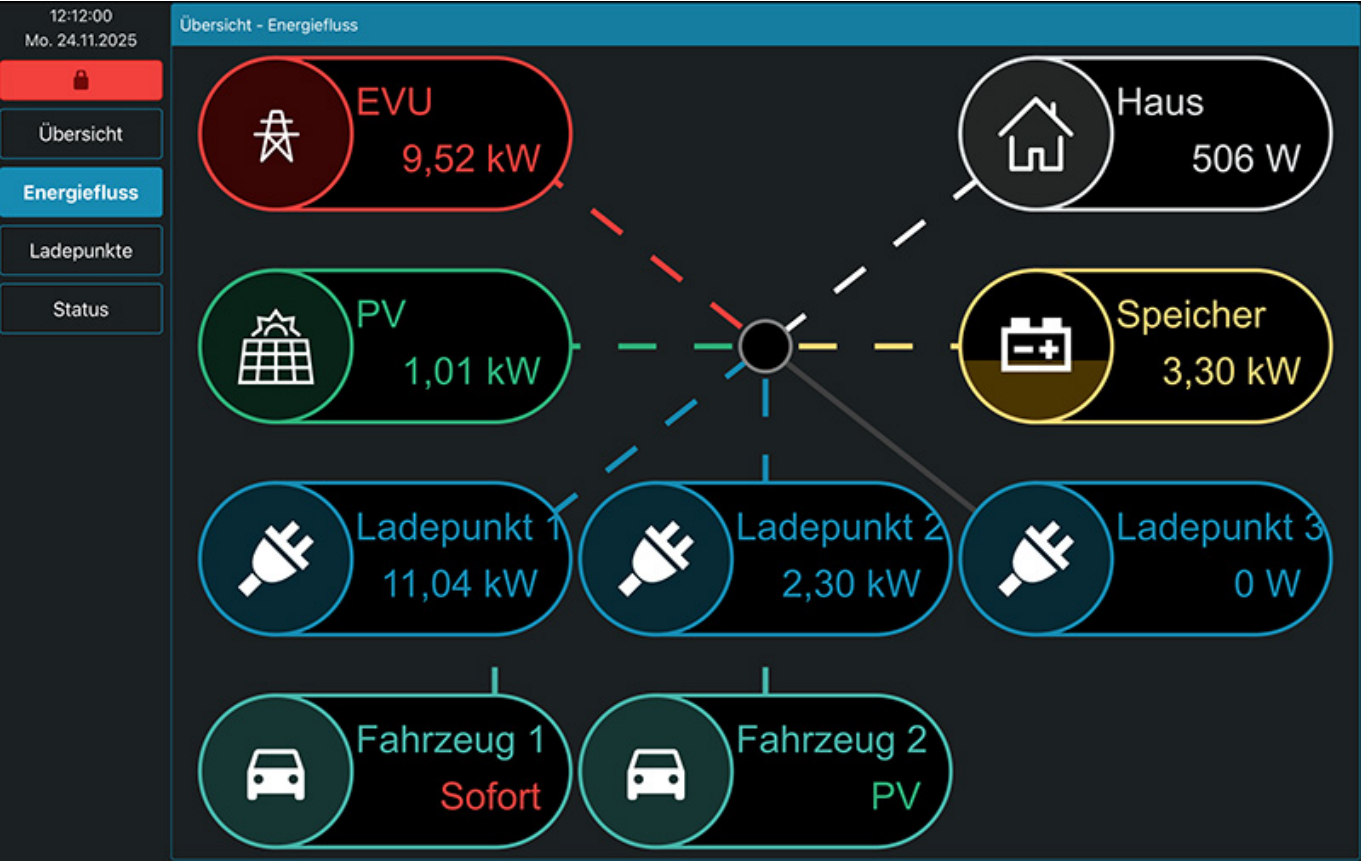 12:12:00
Mo. 24.11.2025
Übersicht
Energiefluss
Ladepunkte
Status
Übersicht - Energiefluss
EVU
9,52 kW
Haus
506 W
PV
1,01 kW
Speicher
3,30 kW
Ladepunkt 1
11,04 kW
Ladepunkt 2
2,30 kW
Ladepunkt 3
0 W
Fahrzeug 1
Sofort
Fahrzeug 2
PV